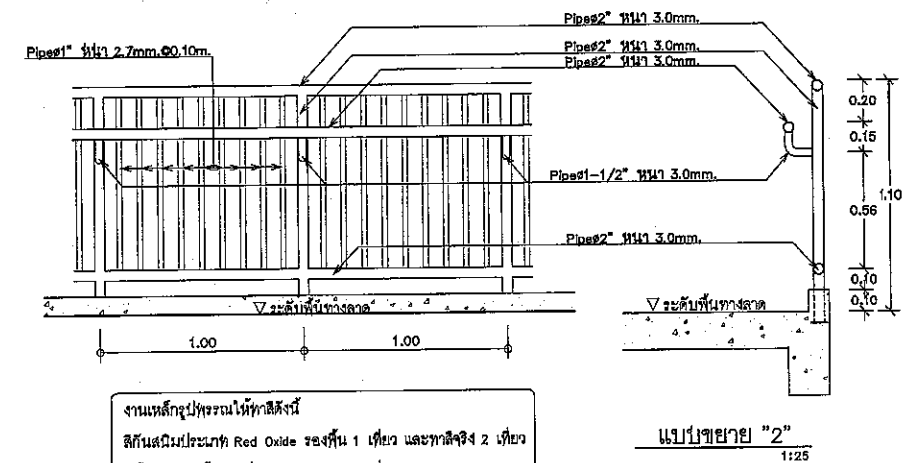 Pipeø2" หนา 3.0mm.
Pipeø2" หนา 3.0mm.
Pipeø2" หนา 3.0mm.
Pipeø1" หนา 2.7mm.@0.10m.
0.20
0.15
1.10
0.56
0.10
0.10
Pipeø1-1/2" หนา 3.0mm.
Pipeø2" หนา 3.0mm.
ระดับพื้นทางลาด
ระดับพื้นทางลาด
1.00
1.00
งานเหล็กรูปพรรณให้ทาสีดังนี้
สีกันสนิมประเภท Red Oxide รองพื้น 1 เที่ยว และทาสีจริง 2 เที่ยว
แบบขยาย "2"
1:25